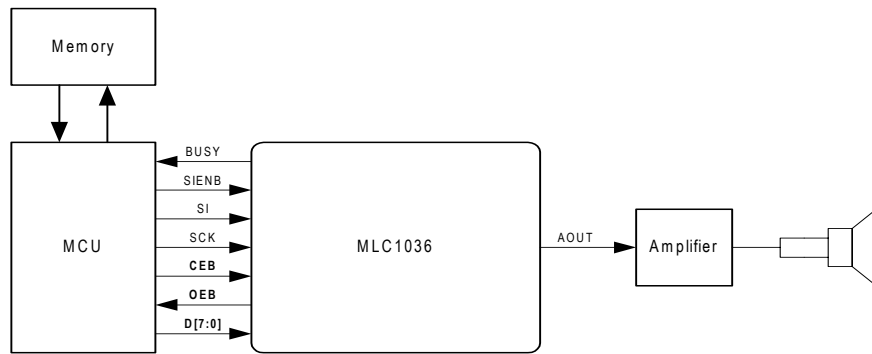 Memory
MCU
BUSY
SIENB
SI
SCK
CEB
OEB
D[7:0]
MLC1036
AOUT
Amplifier